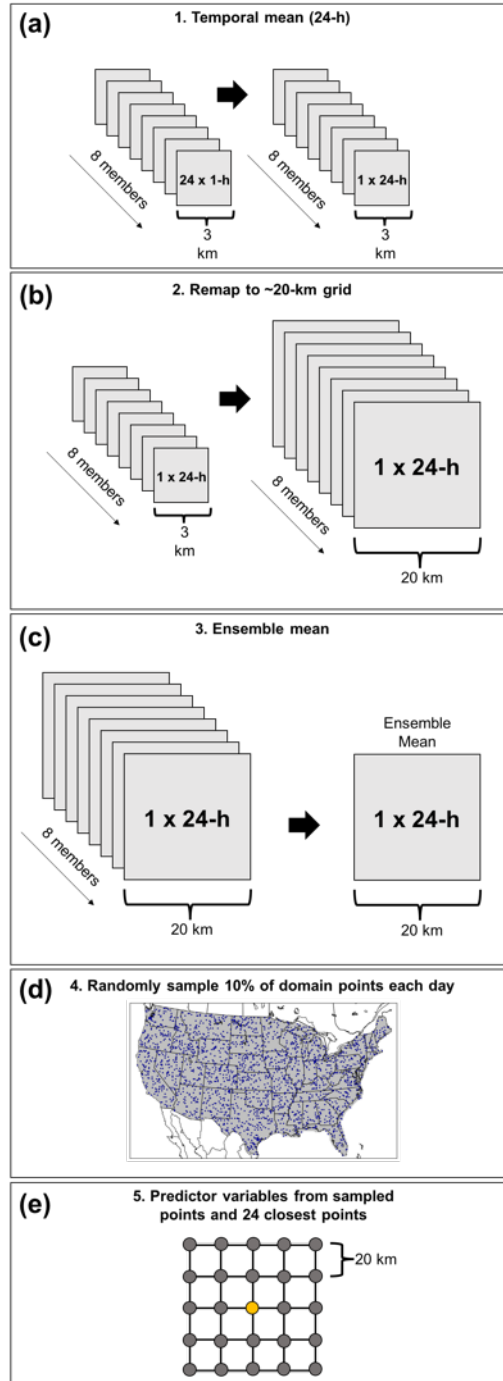 (a)
1. Temporal mean (24-h)
8 members
24 x 1-h
3
km
8 members
1 x 24-h
3
km
(b)
2. Remap to ~20-km grid
8 members
1 x 24-h
3
km
8 members
1 x 24-h
20 km
(c)
3. Ensemble mean
8 members
1 x 24-h
20 km
Ensemble
Mean
1 x 24-h
20 km
(d)
4. Randomly sample 10% of domain points each day
(e)
5. Predictor variables from sampled
points and 24 closest points
20 km